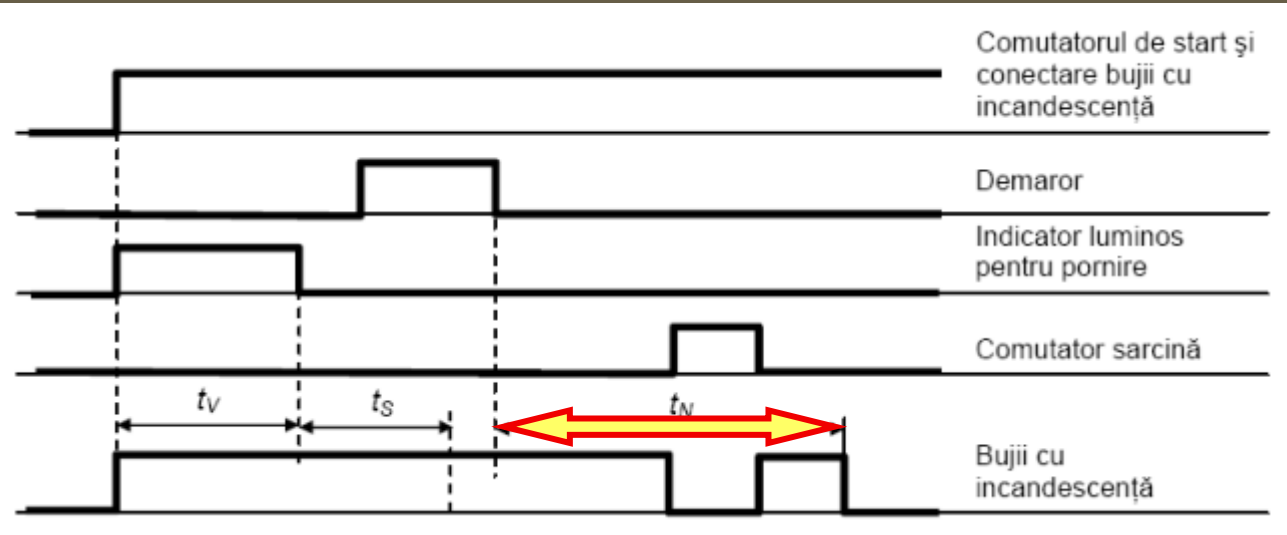 Comutatorul de start şi
conectare bujii cu
incandescență
Demaror
Indicator luminos
pentru pornire
Comutator sarcină
tV
tS
tN
Bujii cu
incandescență